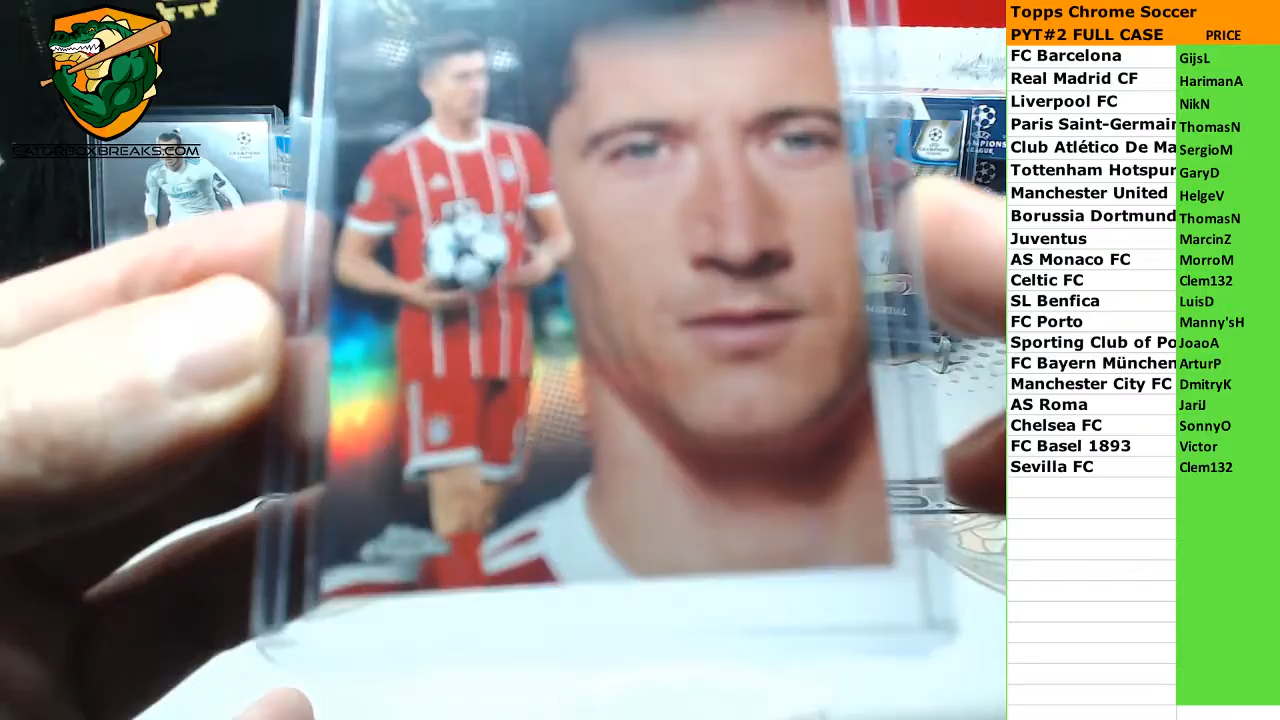 Topps Chrome Soccer
PYT#2 FULL CASE PRICE
FC Barcelona GijsL
Real Madrid CF HarimanA
Liverpool FC NikN
Paris Saint-Germain ThomasN
Club Atlético De Ma SergioM
Tottenham Hotspur GaryD
Manchester United HelgeV
Borussia Dortmund ThomasN
Juventus MarcinZ
AS Monaco FC MorroM
Celtic FC Clem132
SL Benfica LuisD
FC Porto Manny'sH
Sporting Club of Po JoaoA
FC Bayern München ArturP
Manchester City FC DmitryK
AS Roma JariJ
Chelsea FC SonnyO
FC Basel 1893 Victor
Sevilla FC Clem132
GATORBOXBREAKS.COM
CHAMPIONS